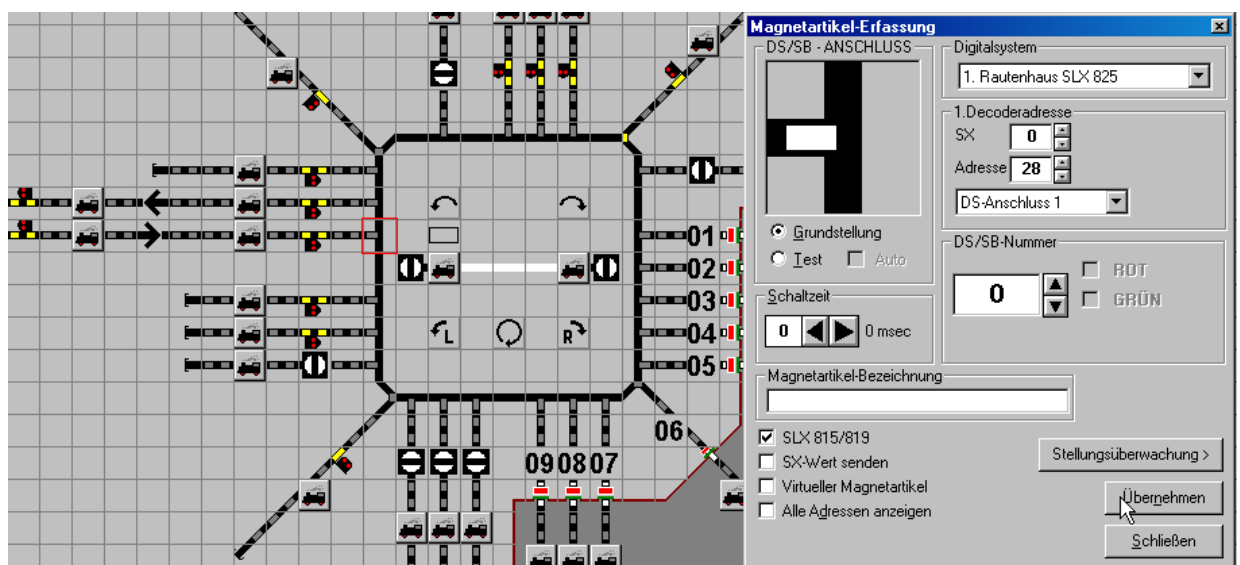 01
02
03
04
05
06
09 08 07
L
R
Magnetartikel-Erfassung
DS/SB - ANSCHLUSS
Grundstellung
Test
Auto
Schaltzeit
0
0 msec
Digitalsystem
1. Rautenhaus SLX 825
1.Decoderadresse
SX
0
Adresse
28
DS-Anschluss 1
DS/SB-Nummer
0
ROT
GRÜN
Magnetartikel-Bezeichnung
SLX 815/819
SX-Wert senden
Virtueller Magnetartikel
Alle Adressen anzeigen
Stellungsüberwachung >
Übernehmen
Schließen